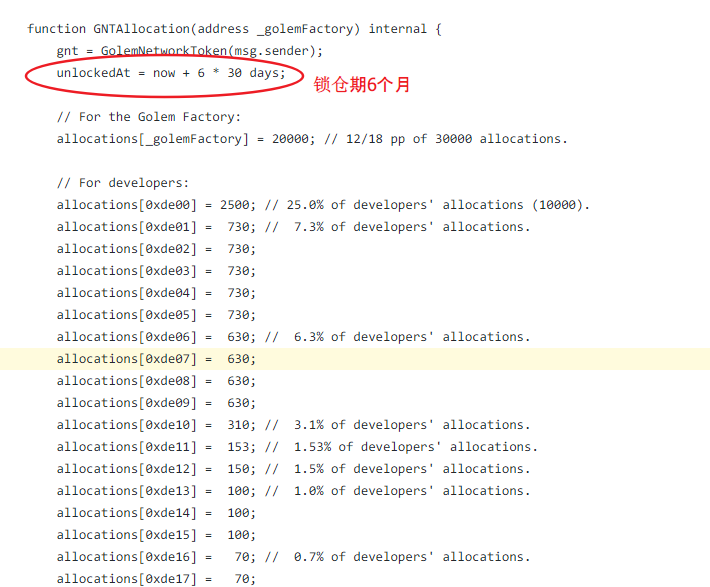 function GNTAllocation(address _golemFactory) internal {
gnt = GolemNetworkToken(msg.sender);
unlockedAt = now + 6 * 30 days;
锁仓期6个月
// For the Golem Factory:
allocations[_golemFactory] = 20000; // 12/18 pp of 30000 allocations.
// For developers:
allocations[0xde00] = 2500; // 25.0% of developers' allocations (10000).
allocations[0xde01] =  730; //  7.3% of developers' allocations.
allocations[0xde02] =  730;
allocations[0xde03] =  730;
allocations[0xde04] =  730;
allocations[0xde05] =  730;
allocations[0xde06] =  630; //  6.3% of developers' allocations.
allocations[0xde07] =  630;
allocations[0xde08] =  630;
allocations[0xde09] =  630;
allocations[0xde10] =  310; //  3.1% of developers' allocations.
allocations[0xde11] =  153; //  1.53% of developers' allocations.
allocations[0xde12] =  150; //  1.5% of developers' allocations.
allocations[0xde13] =  100; //  1.0% of developers' allocations.
allocations[0xde14] =  100;
allocations[0xde15] =  100;
allocations[0xde16] =   70; //  0.7% of developers' allocations.
allocations[0xde17] =   70;